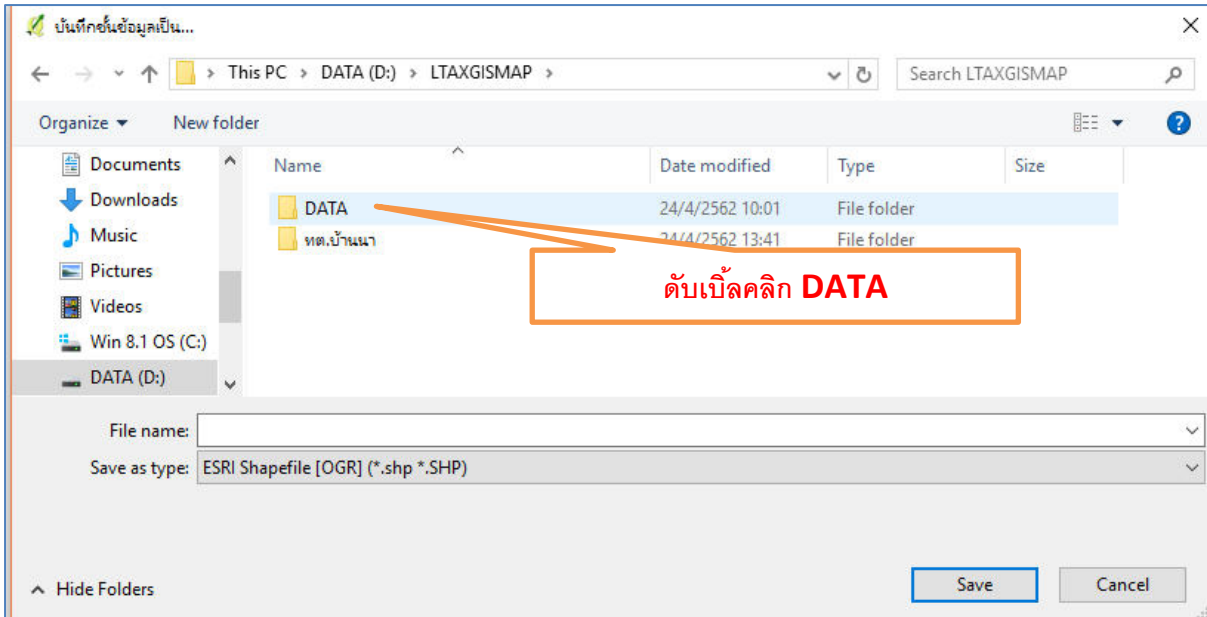 บันทึกชั้นข้อมูลเป็น...
This PC > DATA (D:) > LTAXGISMAP >
Search LTAXGISMAP
Organize
New folder
Documents
Downloads
Music
Pictures
Videos
Win 8.1 OS (C:)
DATA (D:)
Name
Date modified
Type
Size
DATA
24/4/2562 10:01
File folder
ทต.บ้านนา
24/4/2562 13:41
File folder
ดับเบิ้ลคลิก DATA
File name:
Save as type: ESRI Shapefile [OGR] (*.shp *.SHP)
Hide Folders
Save
Cancel